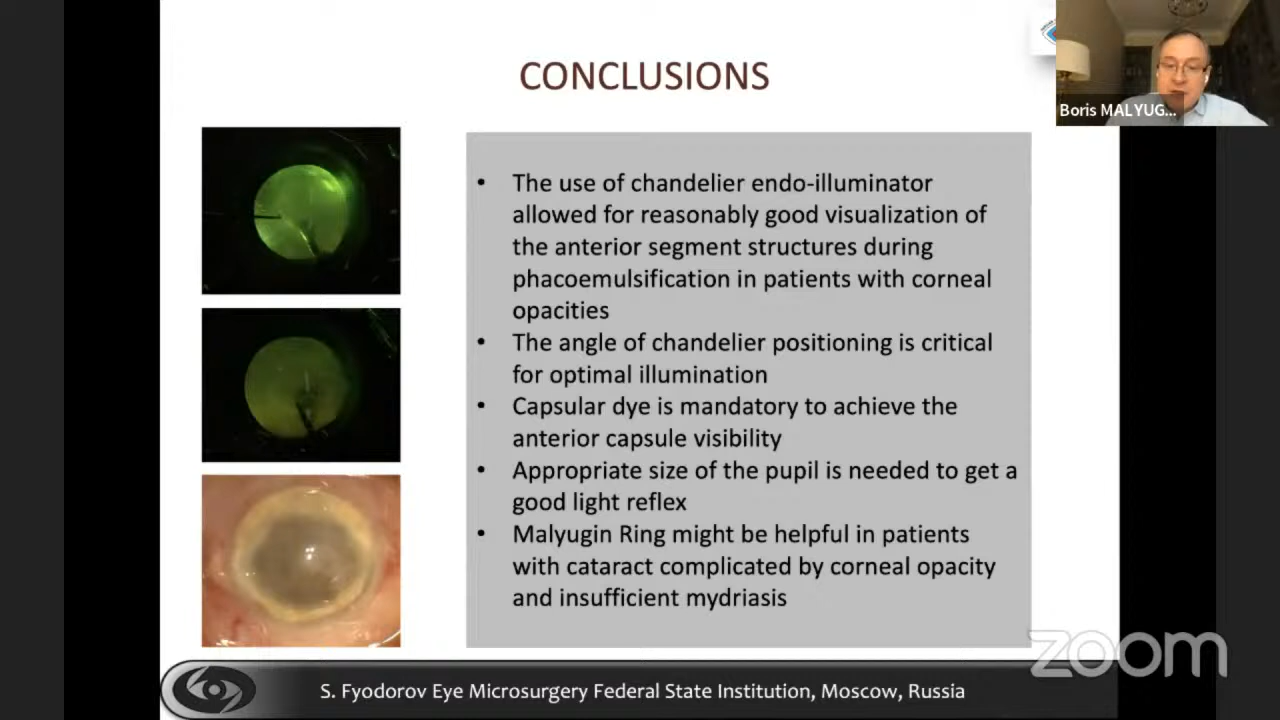 CONCLUSIONS
Boris MALYUG...
• The use of chandelier endo-illuminator
allowed for reasonably good visualization of
the anterior segment structures during
phacoemulsification in patients with corneal
opacities
• The angle of chandelier positioning is critical
for optimal illumination
• Capsular dye is mandatory to achieve the
anterior capsule visibility
• Appropriate size of the pupil is needed to get a
good light reflex
• Malyugin Ring might be helpful in patients
with cataract complicated by corneal opacity
and insufficient mydriasis
zoom
S. Fyodorov Eye Microsurgery Federal State Institution, Moscow, Russia